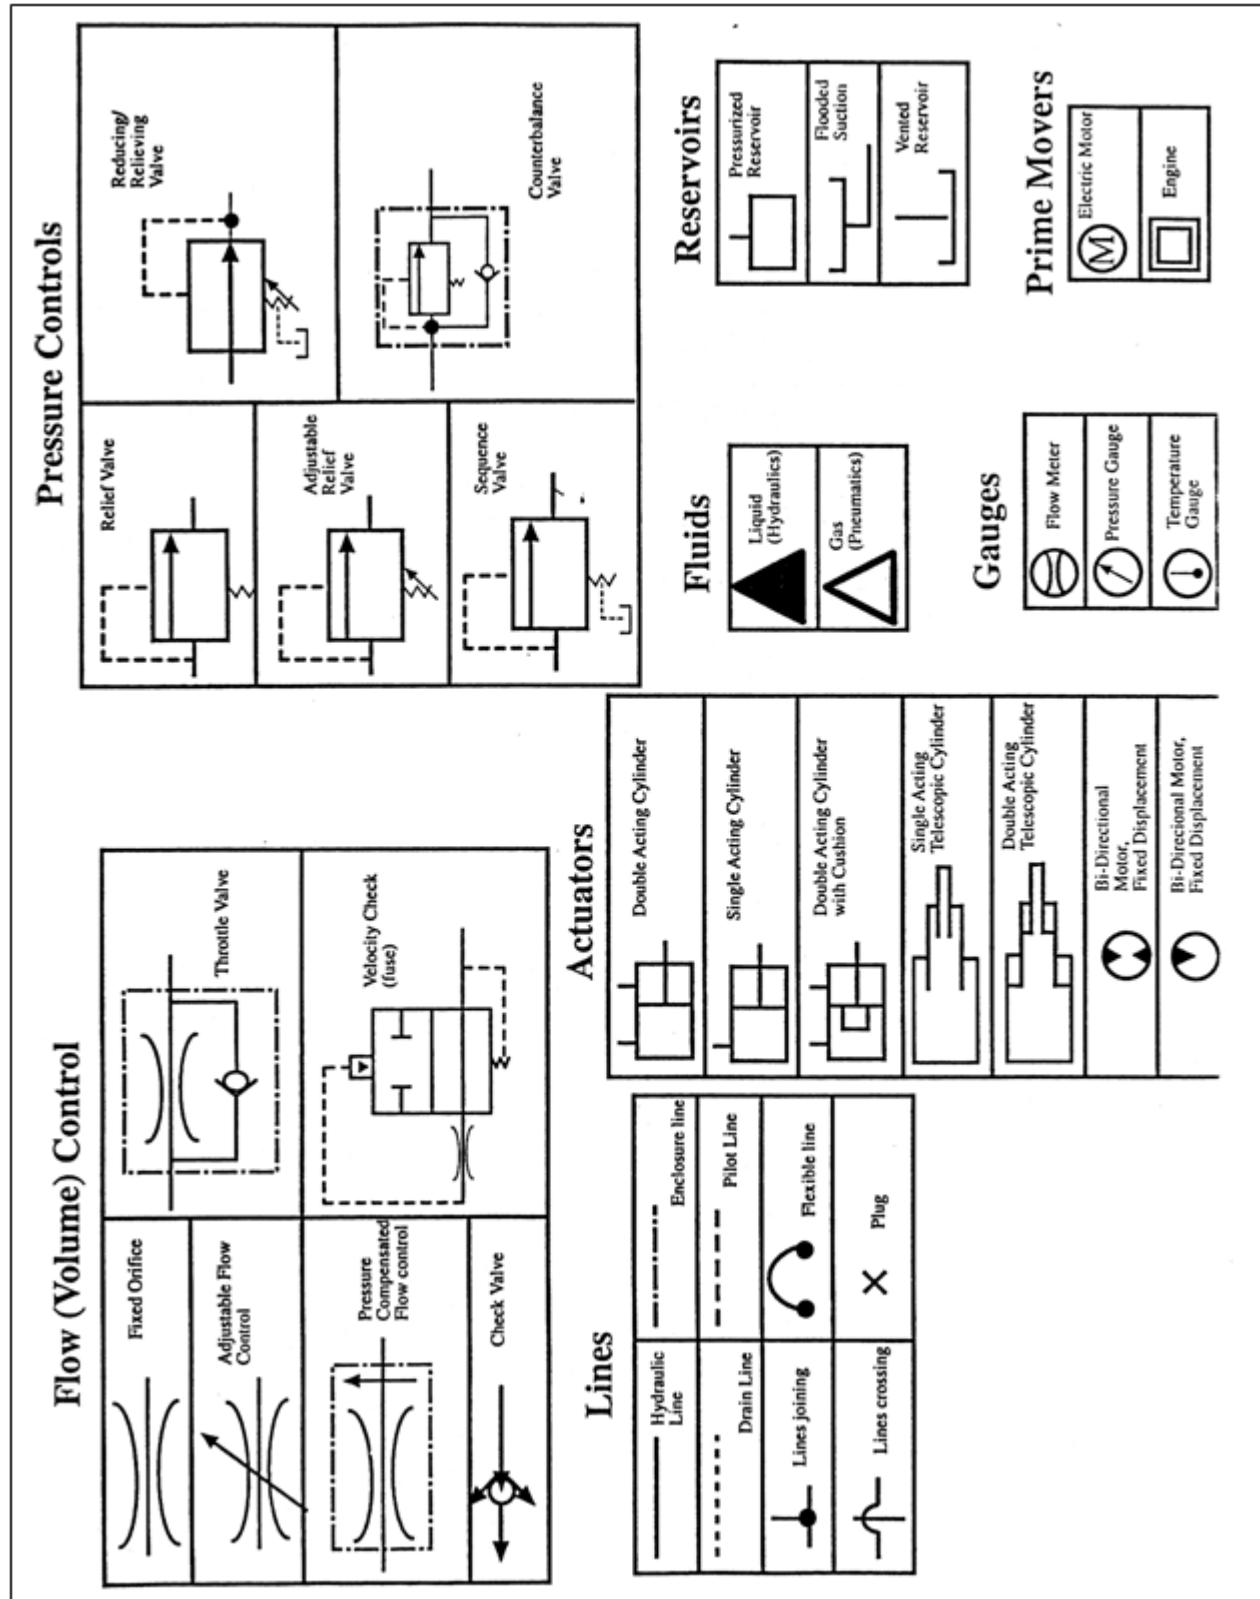 Flow (Volume) Control
Fixed Orifice
Adjustable Flow
Control
Pressure
Compensated
Flow control
Check Valve
Throttle Valve
Velocity Check
(fuse)
Pressure Controls
Relief Valve
Adjustable
Relief
Valve
Sequence
Valve
Reducing/
Relieving
Valve
Counterbalance
Valve
Lines
Hydraulic
Line
Enclosure line
Drain Line
Pilot Line
Lines joining
Flexible line
Lines crossing
Plug
Actuators
Double Acting Cylinder
Single Acting Cylinder
Double Acting Cylinder
with Cushion
Single Acting
Telescopic Cylinder
Double Acting
Telescopic Cylinder
Bi-Directional
Motor,
Fixed Displacement
Bi-Direcional Motor,
Fixed Displacement
Fluids
Liquid
(Hydraulics)
Gas
(Pneumatics)
Reservoirs
Pressurized
Reservoir
Flooded
Suction
Vented
Reservoir
Gauges
Flow Meter
Pressure Gauge
Temperature
Gauge
Prime Movers
M
Electric Motor
Engine